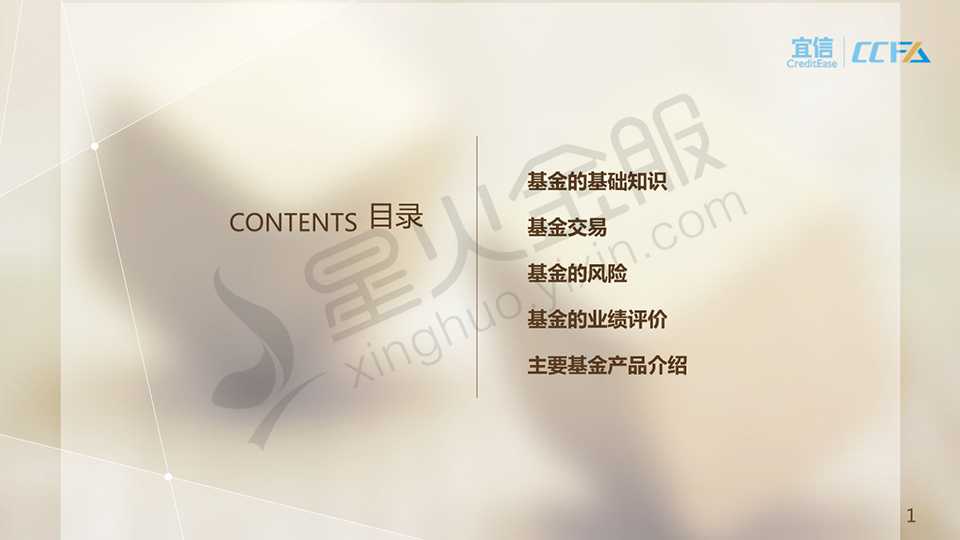 宜信
CreditEase
CCFA
CONTENTS 目录
基金的基础知识
基金交易
基金的风险
基金的业绩评价
主要基金产品介绍
星火金服
xinghuo.yixin.com
1